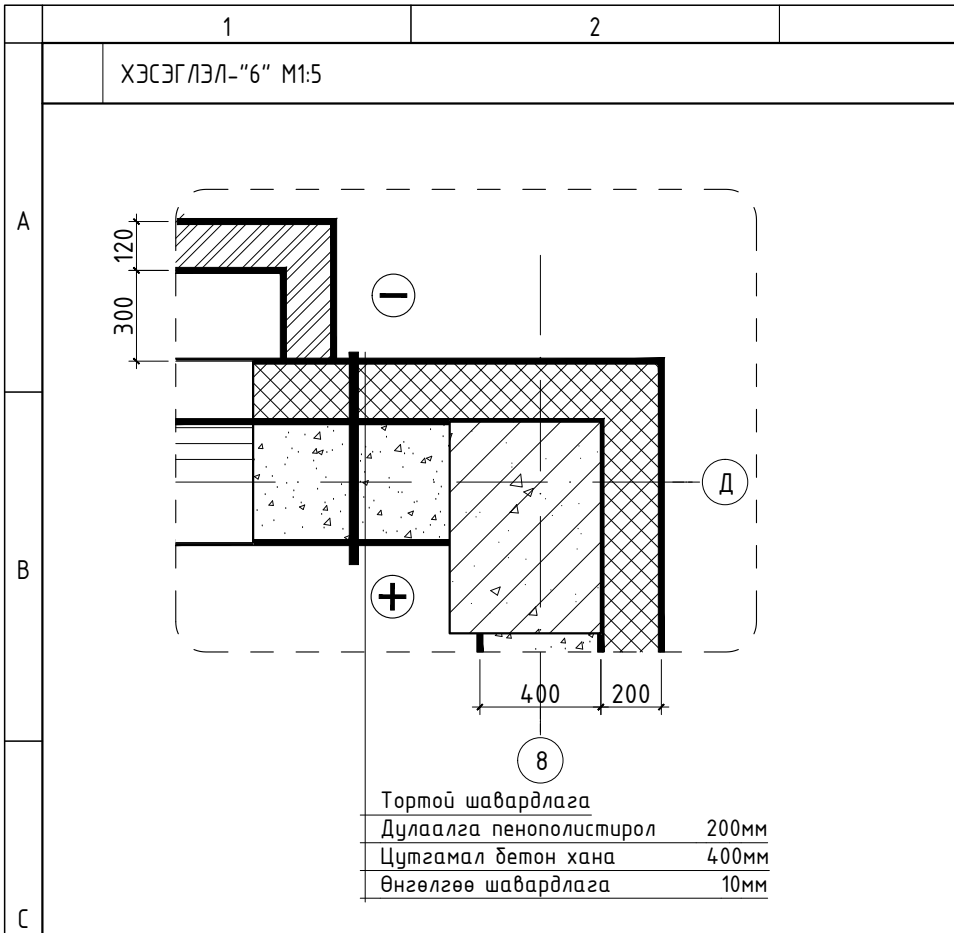 1 2
ХЭСЭГЛЭЛ-"6" М1:5
A
120
300
−
B
Д
+
400 200
8
Тортой шавардлага
Дулаалга пенополистирол 200мм
Цутгамал бетон хана 400мм
Өнгөлгөө шавардлага 10мм
C